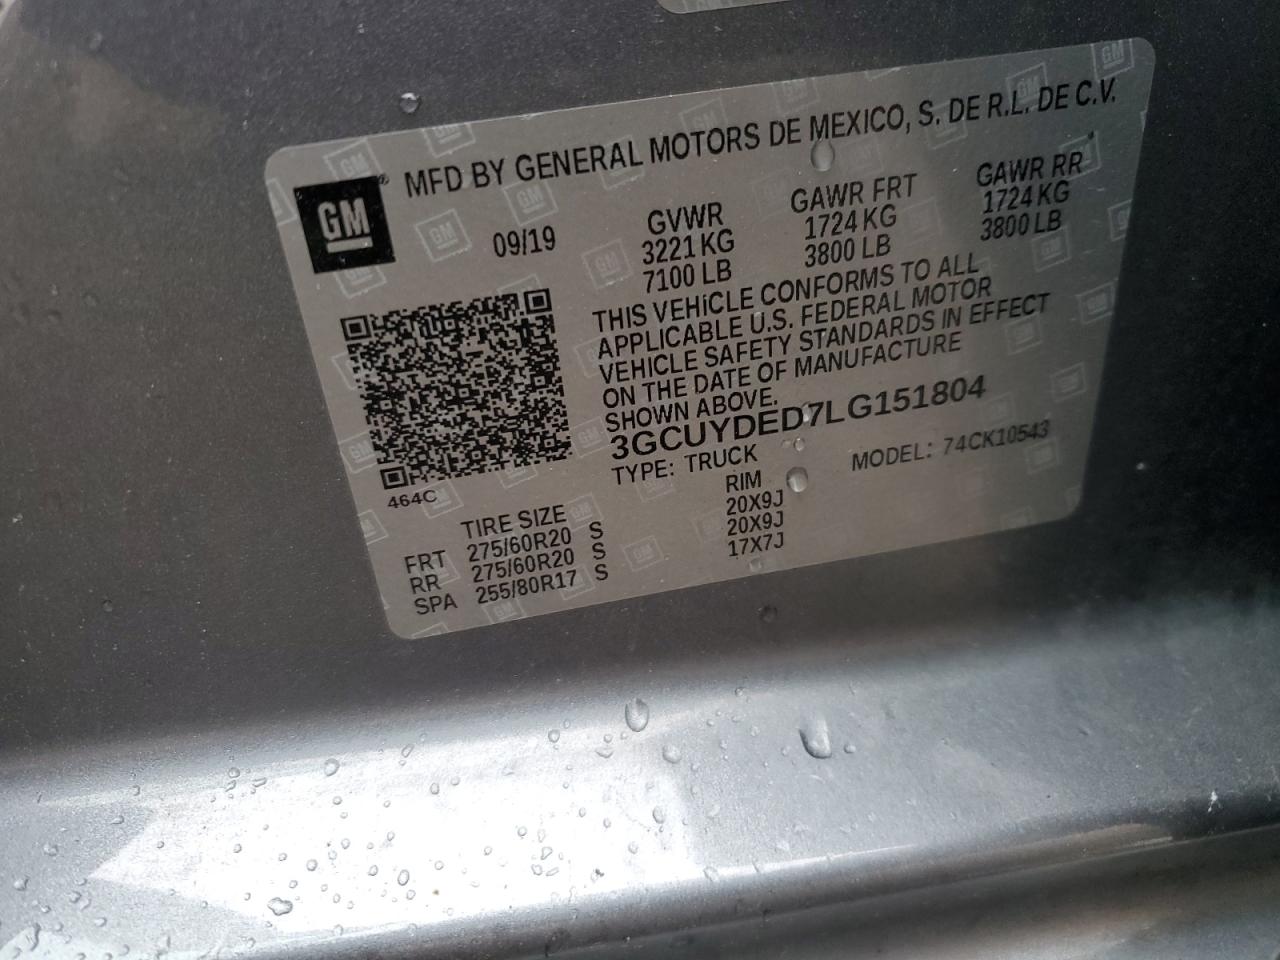 MFD BY GENERAL MOTORS DE MEXICO, S. DE R.L. DE C.V.
GM ®
09/19
GVWR GAWR FRT GAWR RR
3221 KG 1724 KG 1724 KG
7100 LB 3800 LB 3800 LB
THIS VEHICLE CONFORMS TO ALL
APPLICABLE U.S. FEDERAL MOTOR
VEHICLE SAFETY STANDARDS IN EFFECT
ON THE DATE OF MANUFACTURE
SHOWN ABOVE.
3GCUYDED7LG151804
TYPE: TRUCK MODEL: 74CK10543
464C
TIRE SIZE RIM
FRT 275/60R20 S 20X9J
RR 275/60R20 S 20X9J
SPA 255/80R17 S 17X7J